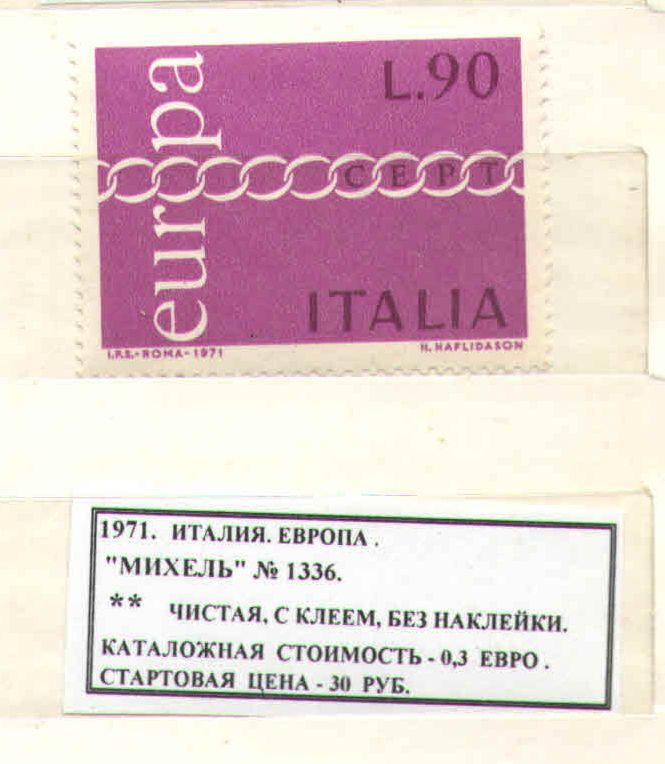 L.90
europa
CEPT
ITALIA
I.P.S.-ROMA-1971
H. HAFLIDASON
1971. ИТАЛИЯ. ЕВРОПА .
"МИХЕЛЬ" № 1336.
** ЧИСТАЯ, С КЛЕЕМ, БЕЗ НАКЛЕЙКИ.
КАТАЛОЖНАЯ СТОИМОСТЬ - 0,3 ЕВРО .
СТАРТОВАЯ ЦЕНА - 30 РУБ.